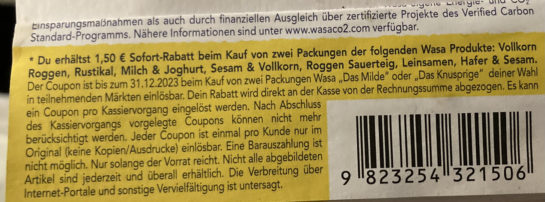 Einsparungsmaßnahmen als auch durch finanziellen Ausgleich über zertifizierte Projekte des Verified Carbon
Standard-Programms. Nähere Informationen sind unter www.wasaco2.com verfügbar.
* Du erhältst 1,50 € Sofort-Rabatt beim Kauf von zwei Packungen der folgenden Wasa Produkte: Vollkorn
Roggen, Rustikal, Milch & Joghurt, Sesam & Vollkorn, Roggen Sauerteig, Leinsamen, Hafer & Sesam.
Der Coupon ist bis zum 31.12.2023 beim Kauf von zwei Packungen Wasa „Das Milde" oder „Das Knusprige" deiner Wahl
in teilnehmenden Märkten einlösbar. Dein Rabatt wird direkt an der Kasse von der Rechnungssumme abgezogen. Es kann
ein Coupon pro Kassiervorgang eingelöst werden. Nach Abschluss
des Kassiervorgangs vorgelegte Coupons können nicht mehr
berücksichtigt werden. Jeder Coupon ist einmal pro Kunde nur im
Original (keine Kopien/Ausdrucke) einlösbar. Eine Barauszahlung ist
nicht möglich. Nur solange der Vorrat reicht. Nicht alle abgebildeten
Artikel sind jederzeit und überall erhältlich. Die Verbreitung über
Internet-Portale und sonstige Vervielfältigung ist untersagt.
9 823254 321506